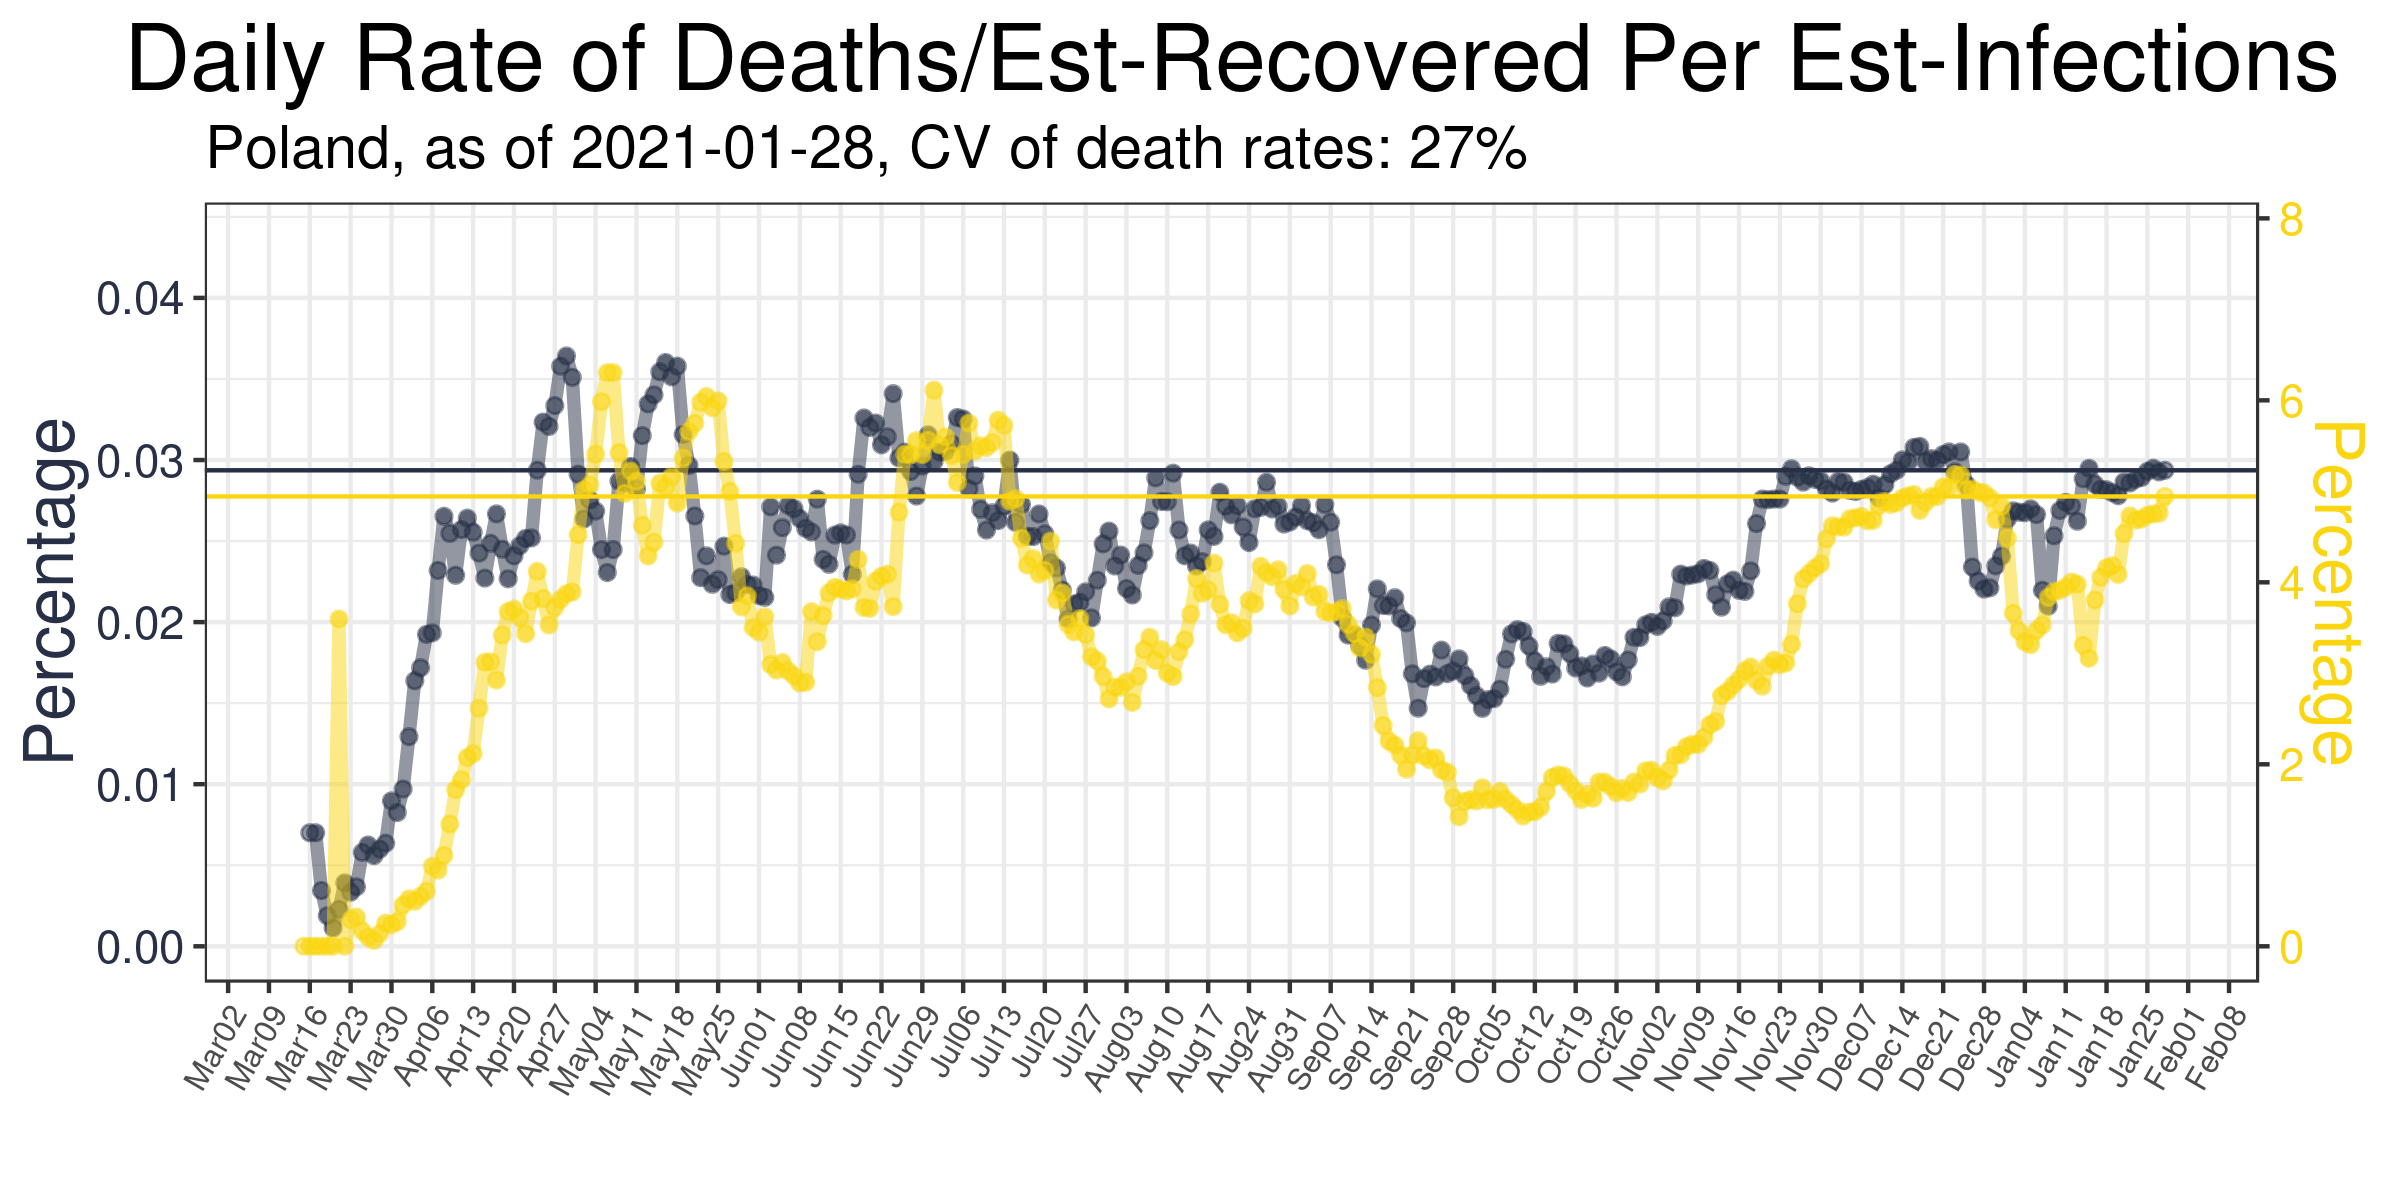 Daily Rate of Deaths/Est-Recovered Per Est-Infections
Poland, as of 2021-01-28, CV of death rates: 27%
Percentage
0.04
0.03
0.02
0.01
0.00
8
6
4
2
0
Percentage
Mar02
Mar09
Mar16
Mar23
Mar30
Apr06
Apr13
Apr20
Apr27
May04
May11
May18
May25
Jun01
Jun08
Jun15
Jun22
Jun29
Jul06
Jul13
Jul20
Jul27
Aug03
Aug10
Aug17
Aug24
Aug31
Sep07
Sep14
Sep21
Sep28
Oct05
Oct12
Oct19
Oct26
Nov02
Nov09
Nov16
Nov23
Nov30
Dec07
Dec14
Dec21
Dec28
Jan04
Jan11
Jan18
Jan25
Feb01
Feb08